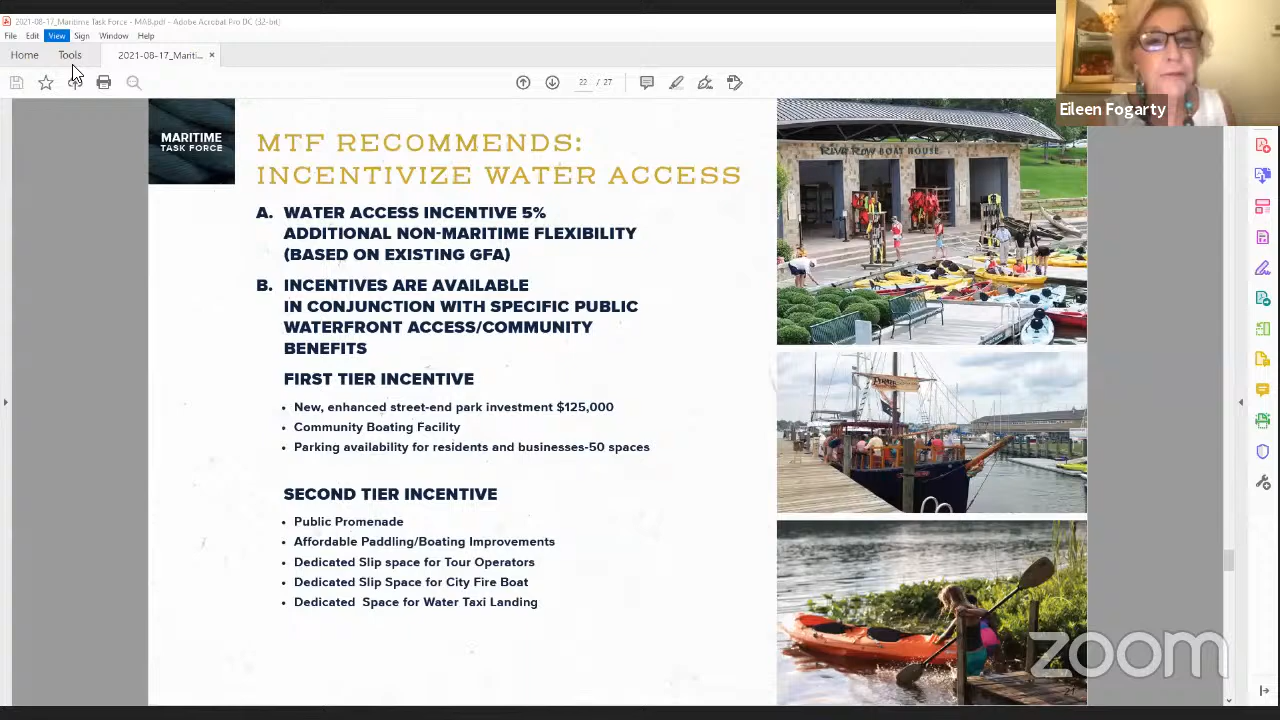 2021-08-17_Maritime Task Force - MAB.pdf - Adobe Acrobat Pro DC (32-bit)
File Edit View Sign Window Help
Home Tools 2021-08-17_Mariti... ×
22 / 27
Eileen Fogarty
MARITIME
TASK FORCE
MTF RECOMMENDS:
INCENTIVIZE WATER ACCESS
A. WATER ACCESS INCENTIVE 5%
ADDITIONAL NON-MARITIME FLEXIBILITY
(BASED ON EXISTING GFA)
B. INCENTIVES ARE AVAILABLE
IN CONJUNCTION WITH SPECIFIC PUBLIC
WATERFRONT ACCESS/COMMUNITY
BENEFITS
FIRST TIER INCENTIVE
• New, enhanced street-end park investment $125,000
• Community Boating Facility
• Parking availability for residents and businesses-50 spaces
SECOND TIER INCENTIVE
• Public Promenade
• Affordable Paddling/Boating Improvements
• Dedicated Slip space for Tour Operators
• Dedicated Slip Space for City Fire Boat
• Dedicated Space for Water Taxi Landing
BOAT HOUSE
zoom
21